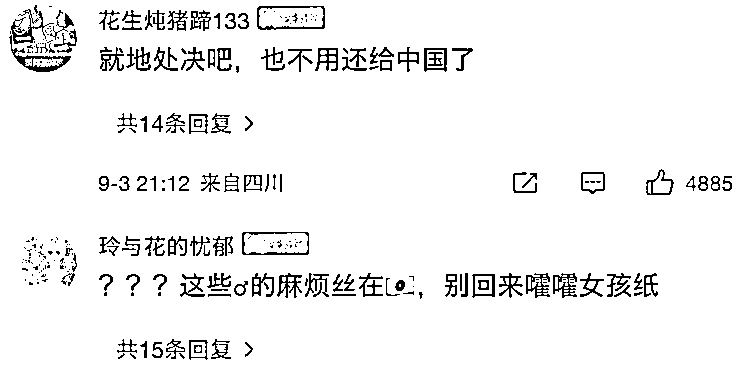 花生炖猪蹄133
就地处决吧，也不用还给中国了
共14条回复 >
9-3 21:12 来自四川 4885
玲与花的忧郁
？？？这些♂的麻烦丝在，别回来嚯嚯女孩纸
共15条回复 >